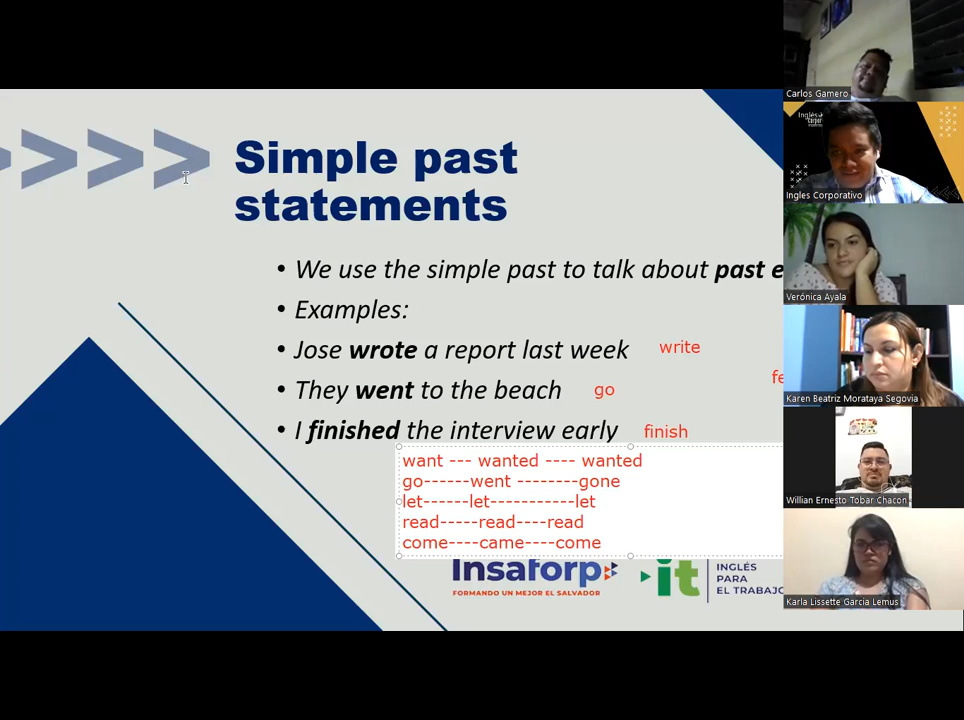 >>>>
Simple past
statements
• We use the simple past to talk about past e
• Examples:
• Jose wrote a report last week write
fe
• They went to the beach go
• I finished the interview early finish
want --- wanted ---- wanted
go------went --------gone
let------let-----------let
read-----read----read
come----came----come
Insaforp
FORMANDO UN MEJOR EL SALVADOR
it
INGLÉS
PARA
EL TRABAJO
Carlos Gamero
Inglés
Corpor
Ingles Corporativo
Verónica Ayala
Karen Beatriz Morataya Segovia
Willian Ernesto Tobar Chacon
Karla Lissette Garcia Lemus